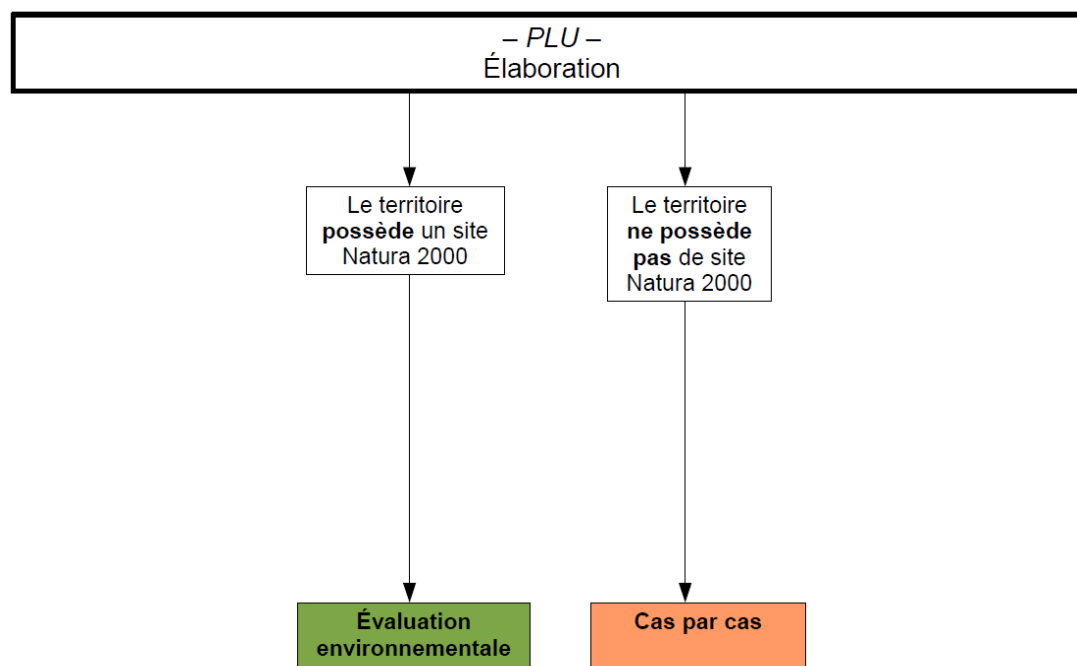 – PLU –
Élaboration
Le territoire
possède un site
Natura 2000
Le territoire
ne possède
pas de site
Natura 2000
Évaluation
environnementale
Cas par cas